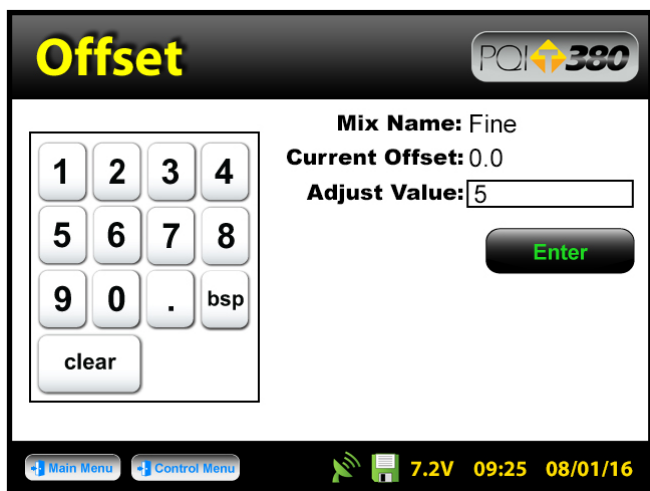 Offset
PQI T 380
Mix Name: Fine
Current Offset: 0.0
Adjust Value: 5
Enter
1 2 3 4
5 6 7 8
9 0 . bsp
clear
Main Menu Control Menu 7.2V 09:25 08/01/16